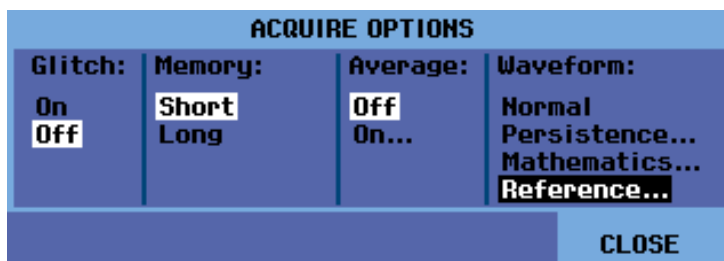 ACQUIRE OPTIONS
Glitch: Memory: Average: Waveform:
On Short Off Normal
Off Long On... Persistence...
Mathematics...
Reference...
CLOSE